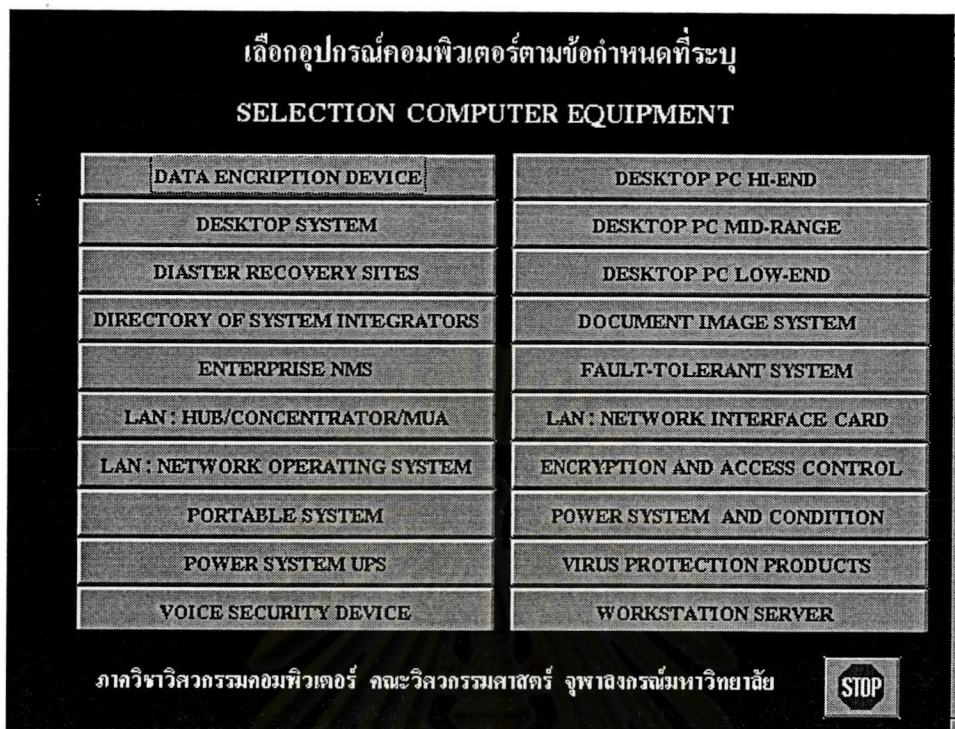 เลือกอุปกรณ์คอมพิวเตอร์ตามข้อกำหนดที่ระบุ
SELECTION COMPUTER EQUIPMENT
DATA ENCRIPTION DEVICE
DESKTOP PC HI-END
DESKTOP SYSTEM
DESKTOP PC MID-RANGE
DIASTER RECOVERY SITES
DESKTOP PC LOW-END
DIRECTORY OF SYSTEM INTEGRATORS
DOCUMENT IMAGE SYSTEM
ENTERPRISE NMS
FAULT-TOLERANT SYSTEM
LAN : HUB/CONCENTRATOR/MUA
LAN : NETWORK INTERFACE CARD
LAN : NETWORK OPERATING SYSTEM
ENCRYPTION AND ACCESS CONTROL
PORTABLE SYSTEM
POWER SYSTEM AND CONDITION
POWER SYSTEM UPS
VIRUS PROTECTION PRODUCTS
VOICE SECURITY DEVICE
WORKSTATION SERVER
ภาควิชาวิศวกรรมคอมพิวเตอร์ คณะวิศวกรรมศาสตร์ จุฬาลงกรณ์มหาวิทยาลัย
STOP